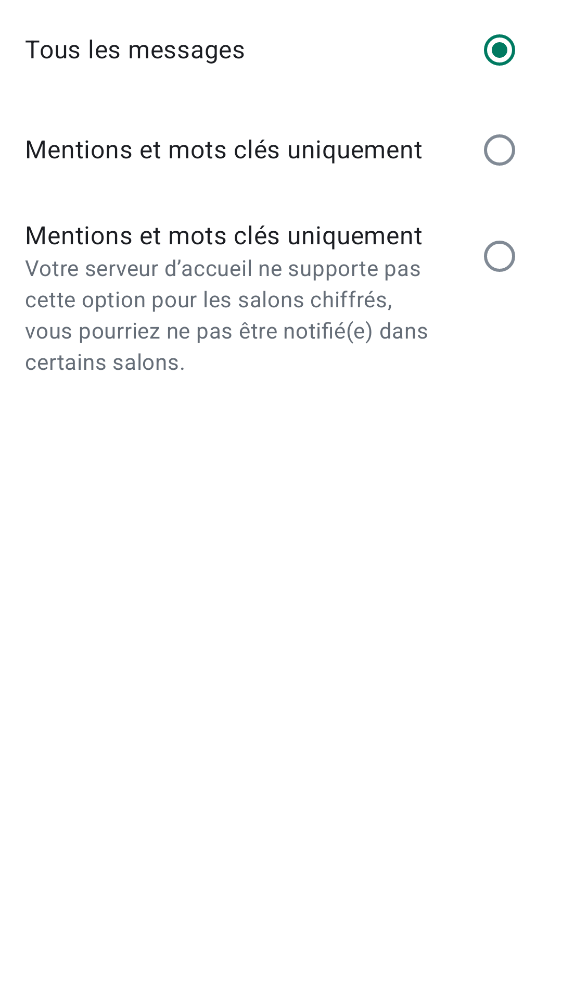 Tous les messages
Mentions et mots clés uniquement
Mentions et mots clés uniquement
Votre serveur d’accueil ne supporte pas
cette option pour les salons chiffrés,
vous pourriez ne pas être notifié(e) dans
certains salons.